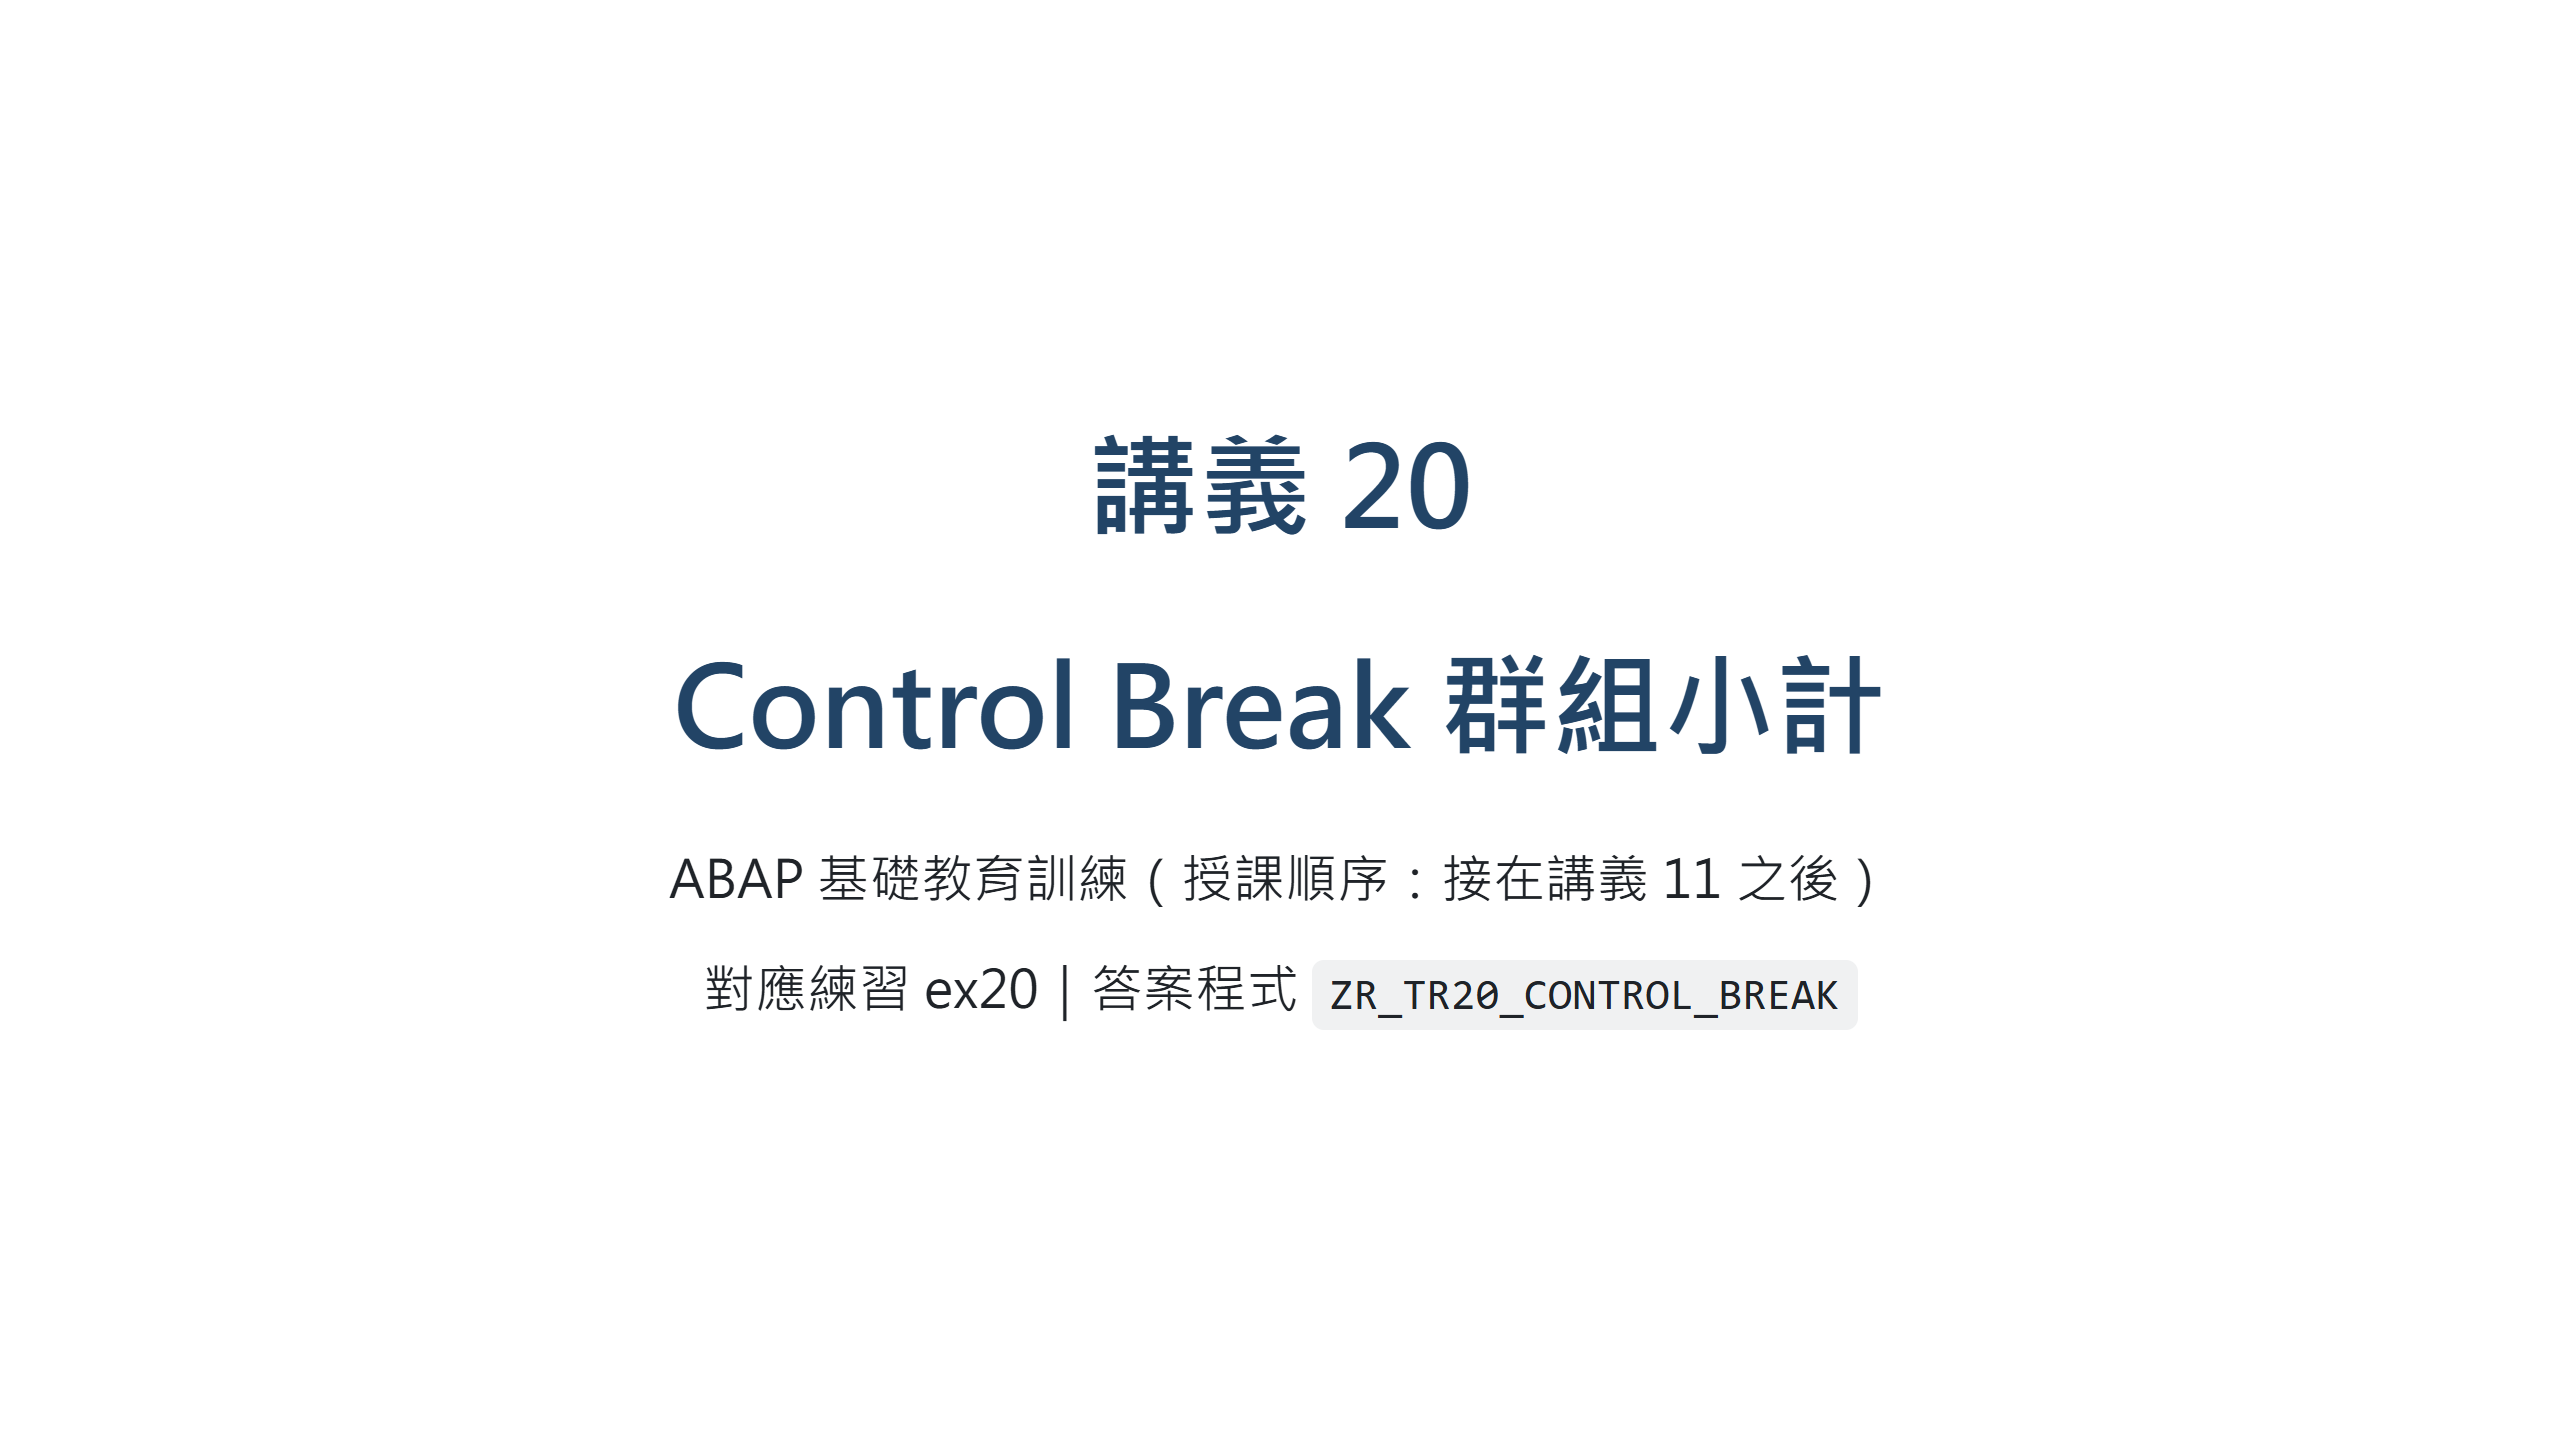 講義 20
Control Break 群組小計
ABAP 基礎教育訓練（授課順序：接在講義 11 之後）
對應練習 ex20｜答案程式 ZR_TR20_CONTROL_BREAK